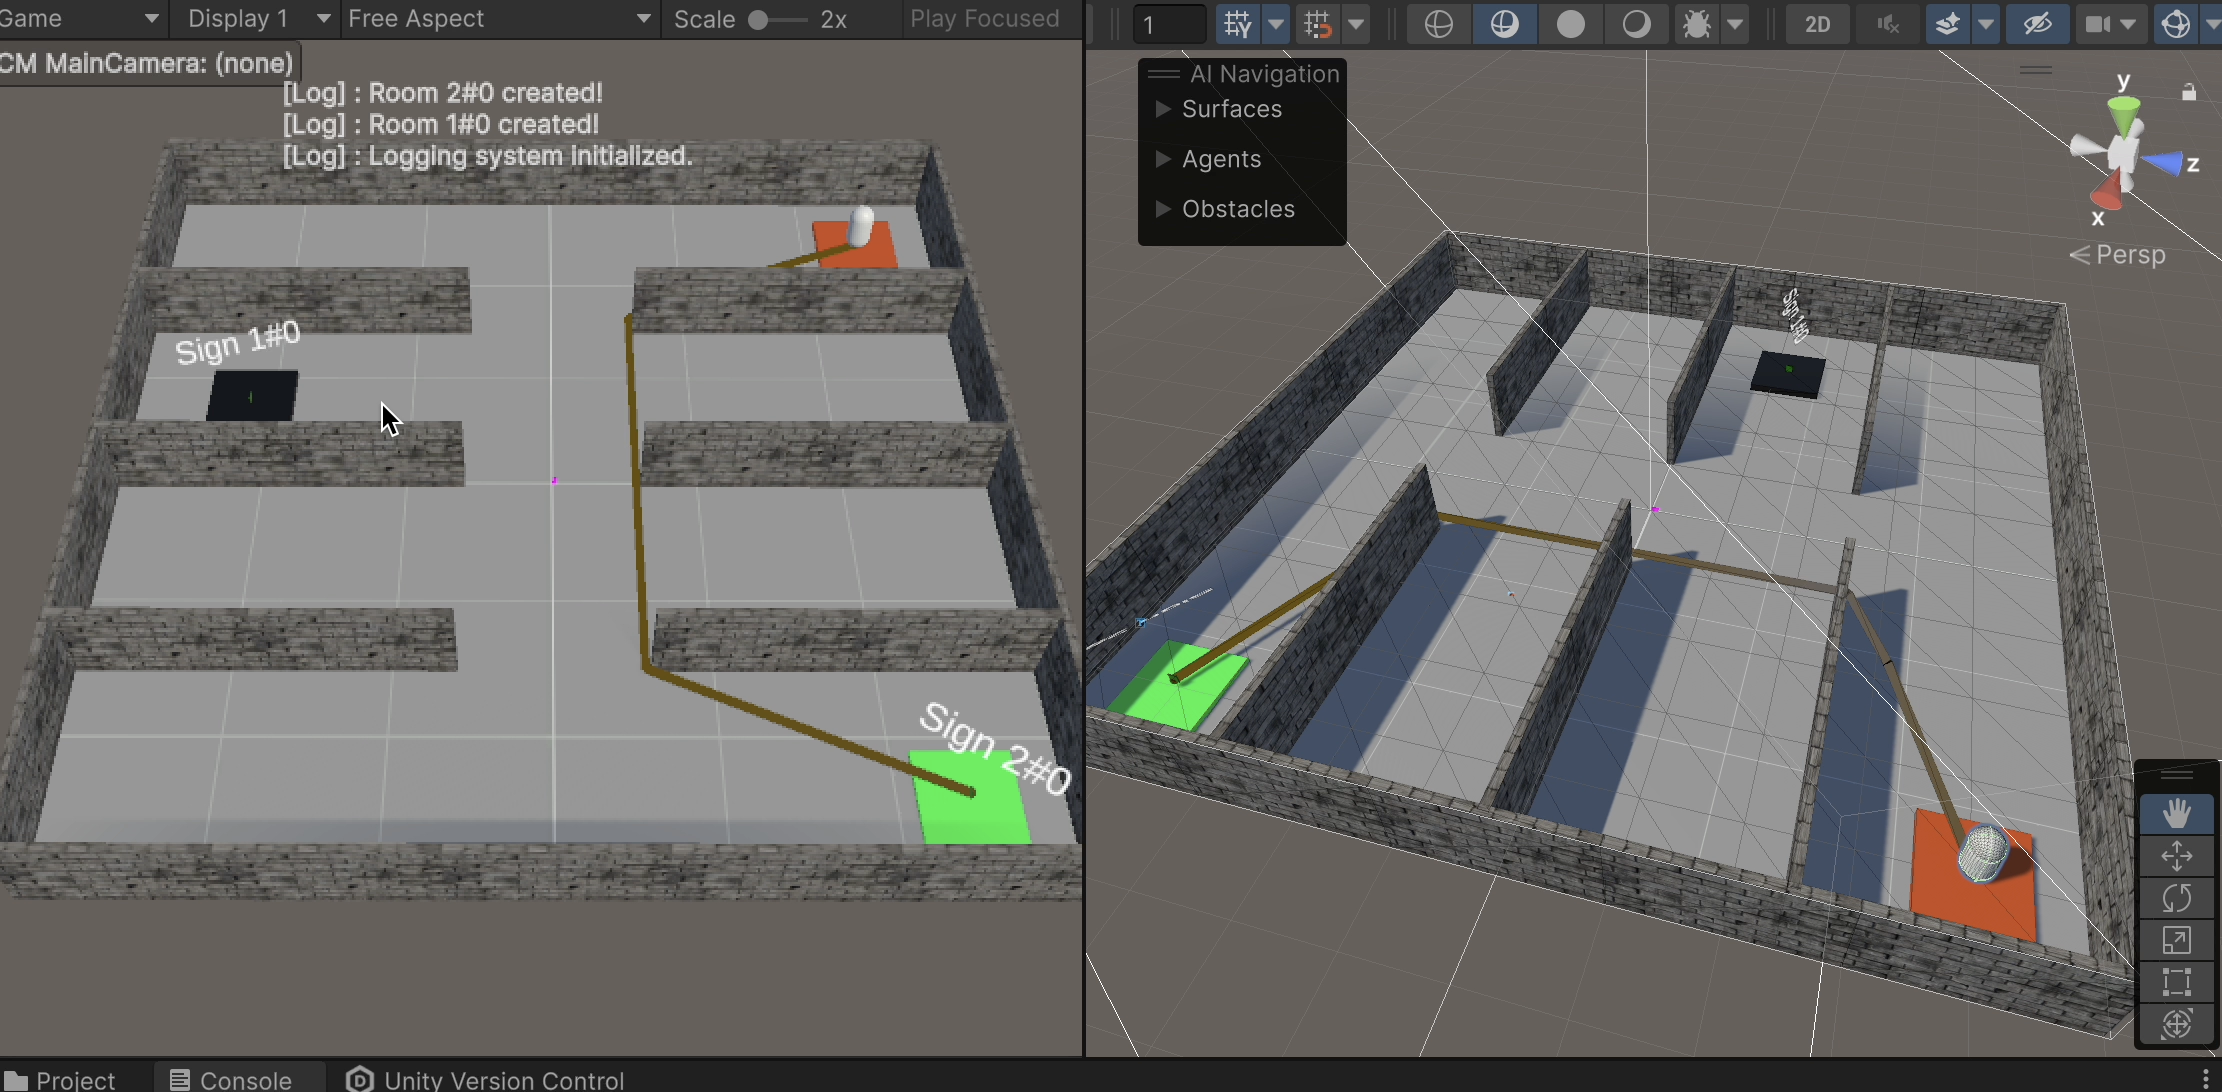 Game
Display 1
Free Aspect
Scale
2x
Play Focused
CM MainCamera: (none)
[Log] : Room 2#0 created!
[Log] : Room 1#0 created!
[Log] : Logging system initialized.
Sign 1#0
Sign 2#0
1
2D
AI Navigation
Surfaces
Agents
Obstacles
y
z
x
Persp
Project
Console
Unity Version Control